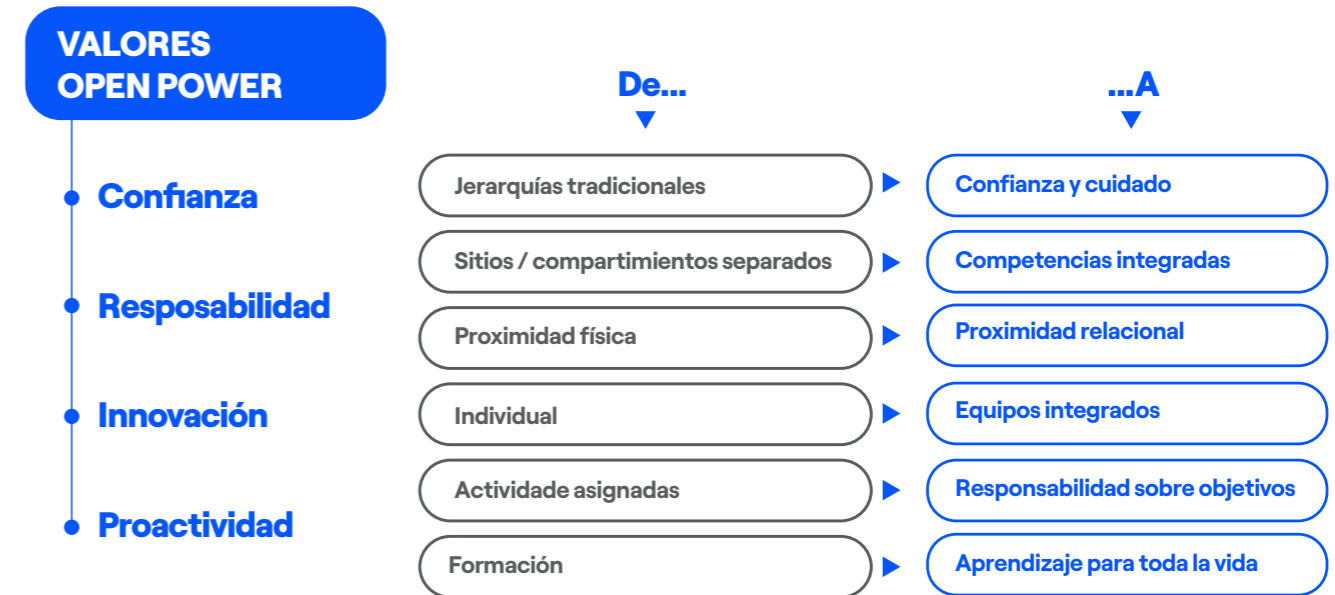 VALORES
OPEN POWER
Confianza
Resposabilidad
Innovación
Proactividad
De...
...A
Jerarquías tradicionales
Confianza y cuidado
Sitios / compartimientos separados
Competencias integradas
Proximidad física
Proximidad relacional
Individual
Equipos integrados
Actividade asignadas
Responsabilidad sobre objetivos
Formación
Aprendizaje para toda la vida